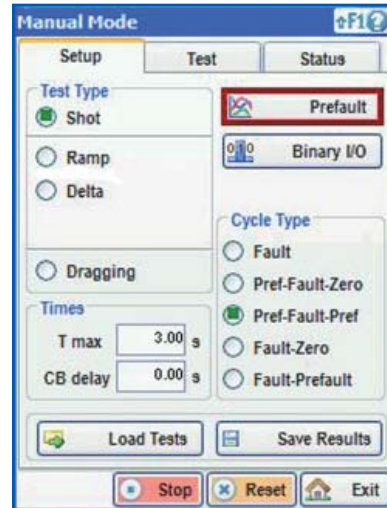 Manual Mode
F1
Setup
Test
Status
Test Type
Shot
Ramp
Delta
Dragging
Prefault
Binary I/O
Cycle Type
Fault
Pref-Fault-Zero
Pref-Fault-Pref
Fault-Zero
Fault-Prefault
Times
T max 3.00 s
CB delay 0.00 s
Load Tests
Save Results
Stop
Reset
Exit